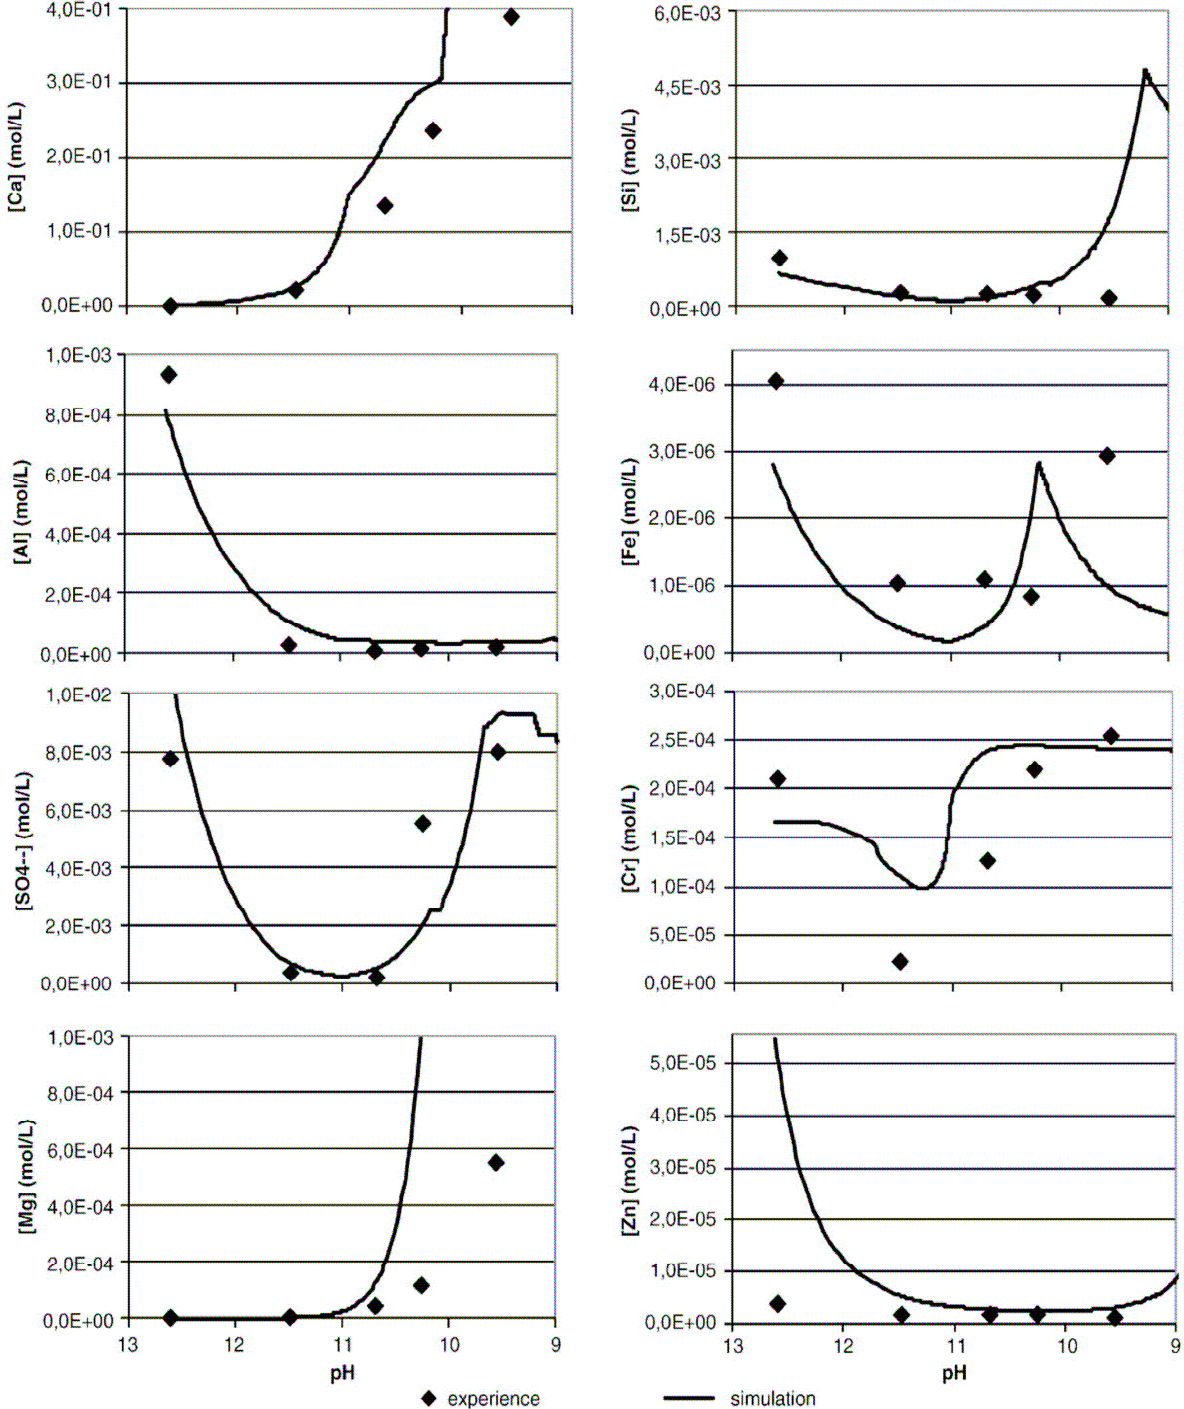 4,0E-01
3,0E-01
2,0E-01
1,0E-01
0,0E+00
[Ca] (mol/L)
6,0E-03
4,5E-03
3,0E-03
1,5E-03
0,0E+00
[Si] (mol/L)
1,0E-03
8,0E-04
6,0E-04
4,0E-04
2,0E-04
0,0E+00
[Al] (mol/L)
4,0E-06
3,0E-06
2,0E-06
1,0E-06
0,0E+00
[Fe] (mol/L)
1,0E-02
8,0E-03
6,0E-03
4,0E-03
2,0E-03
0,0E+00
[SO4--] (mol/L)
3,0E-04
2,5E-04
2,0E-04
1,5E-04
1,0E-04
5,0E-05
0,0E+00
[Cr] (mol/L)
1,0E-03
8,0E-04
6,0E-04
4,0E-04
2,0E-04
0,0E+00
[Mg] (mol/L)
13 12 11 10 9
pH
5,0E-05
4,0E-05
3,0E-05
2,0E-05
1,0E-05
0,0E+00
[Zn] (mol/L)
13 12 11 10 9
pH
experience
simulation